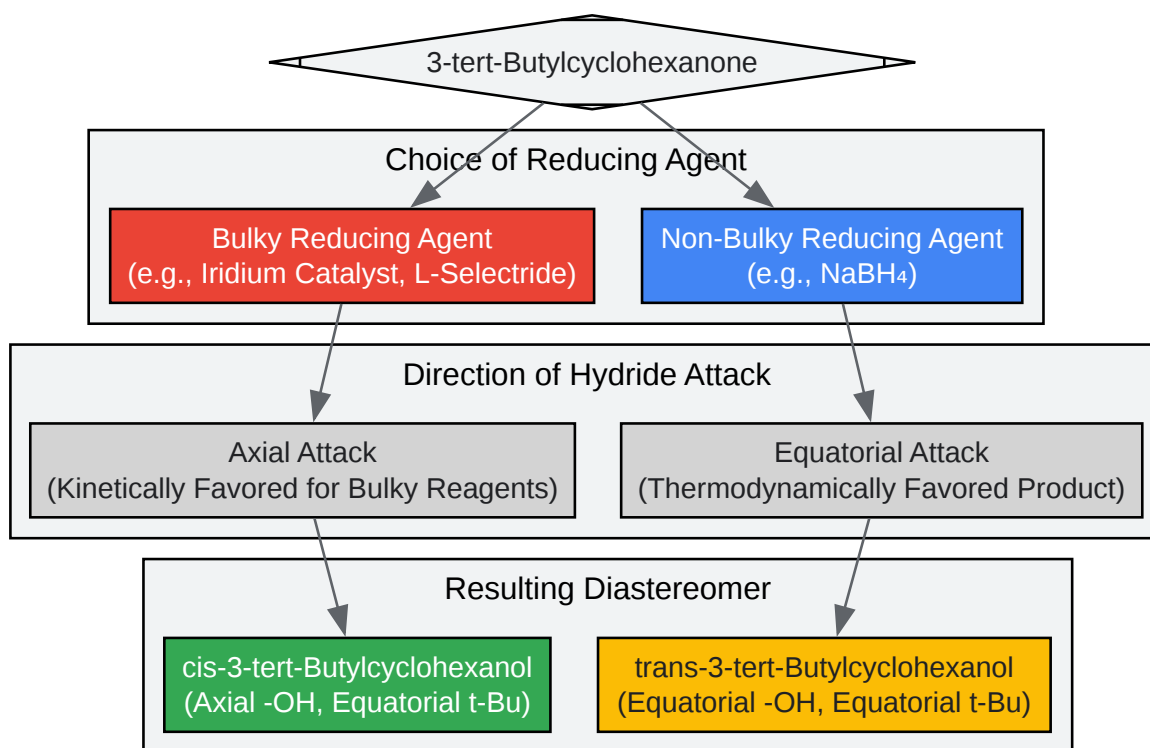 3-tert-Butylcyclohexanone
Choice of Reducing Agent
Bulky Reducing Agent
(e.g., Iridium Catalyst, L-Selectride)
Non-Bulky Reducing Agent
(e.g., NaBH₄)
Direction of Hydride Attack
Axial Attack
(Kinetically Favored for Bulky Reagents)
Equatorial Attack
(Thermodynamically Favored Product)
Resulting Diastereomer
cis-3-tert-Butylcyclohexanol
(Axial -OH, Equatorial t-Bu)
trans-3-tert-Butylcyclohexanol
(Equatorial -OH, Equatorial t-Bu)